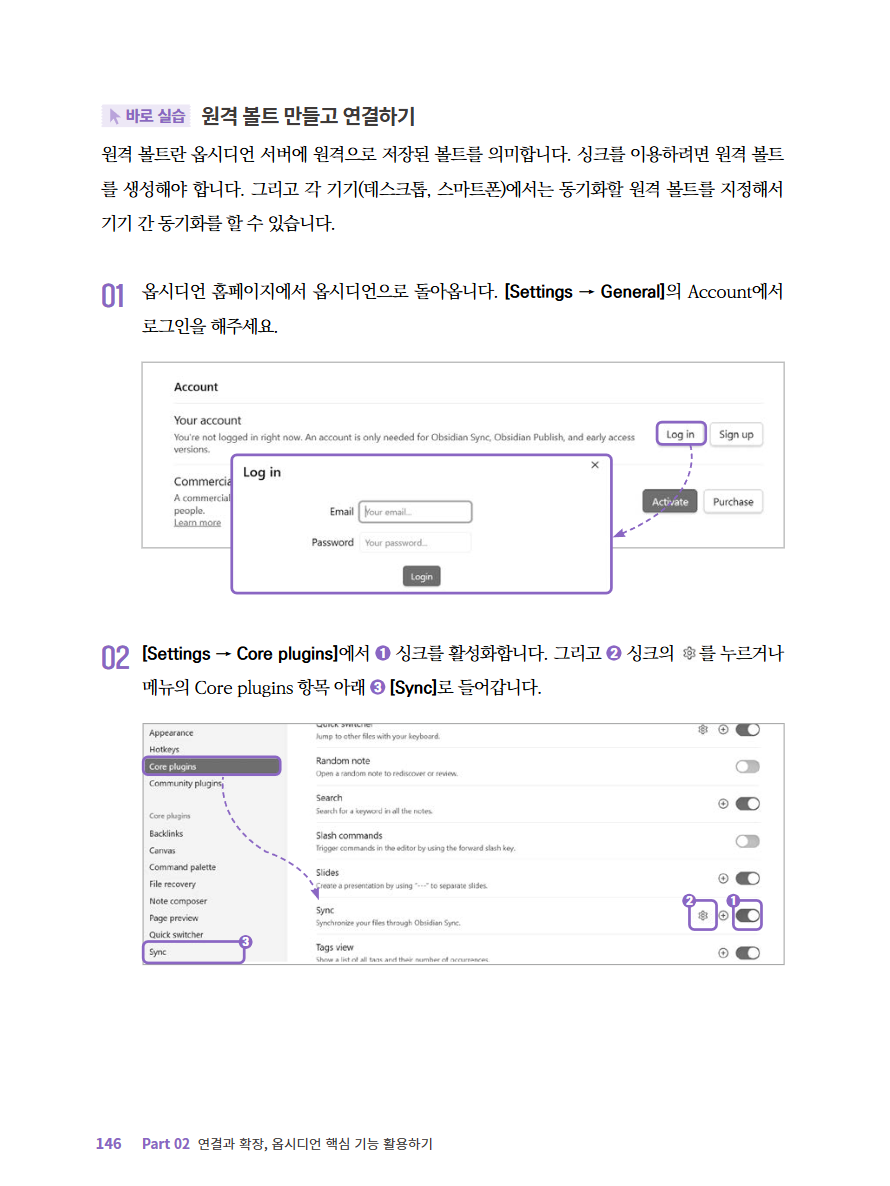 바로 실습 원격 볼트 만들고 연결하기
원격 볼트란 옵시디언 서버에 원격으로 저장된 볼트를 의미합니다. 싱크를 이용하려면 원격 볼트
를 생성해야 합니다. 그리고 각 기기(데스크톱, 스마트폰)에서는 동기화할 원격 볼트를 지정해서
기기 간 동기화를 할 수 있습니다.
01 옵시디언 홈페이지에서 옵시디언으로 돌아옵니다. [Settings → General]의 Account에서
로그인을 해주세요.
Account
Your account
You're not logged in right now. An account is only needed for Obsidian Sync, Obsidian Publish, and early access
versions.
Log in Sign up
Commercia
A commercial
people.
Learn more
Activate Purchase
Log in ×
Email Your email...
Password Your password...
Login
02 [Settings → Core plugins]에서 ❶ 싱크를 활성화합니다. 그리고 ❷ 싱크의 를 누르거나
메뉴의 Core plugins 항목 아래 ❸ [Sync]로 들어갑니다.
Appearance
Hotkeys
Core plugins
Community plugins
Core plugins
Backlinks
Canvas
Command palette
File recovery
Note composer
Page preview
Quick switcher
Sync
3
Quick switcher
Jump to other files with your keyboard.
Random note
Open a random note to rediscover or review.
Search
Search for a keyword in all the notes.
Slash commands
Trigger commands in the editor by using the forward slash key.
Slides
Create a presentation by using "---" to separate slides.
Sync
Synchronize your files through Obsidian Sync.
2 1
Tags view
Show a list of all tags and their number of occurrences.
146 Part 02 연결과 확장, 옵시디언 핵심 기능 활용하기